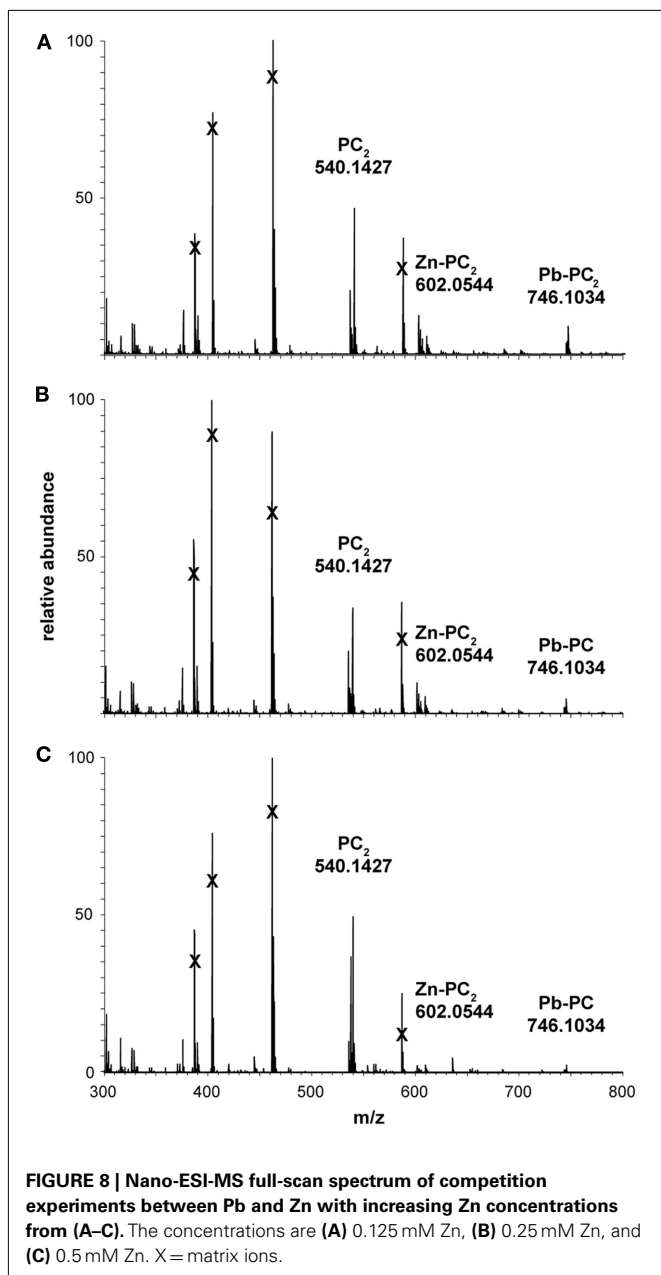 A
100
50
X
X
X
X
PC₂
540.1427
Zn-PC₂
602.0544
Pb-PC₂
746.1034
B
100
50
X
X
X
X
PC₂
540.1427
Zn-PC₂
602.0544
Pb-PC
746.1034
relative abundance
C
100
50
0
X
X
X
X
PC₂
540.1427
Zn-PC₂
602.0544
Pb-PC
746.1034
300 400 500 600 700 800
m/z
FIGURE 8 | Nano-ESI-MS full-scan spectrum of competition
experiments between Pb and Zn with increasing Zn concentrations
from (A–C). The concentrations are (A) 0.125 mM Zn, (B) 0.25 mM Zn, and
(C) 0.5 mM Zn. X = matrix ions.